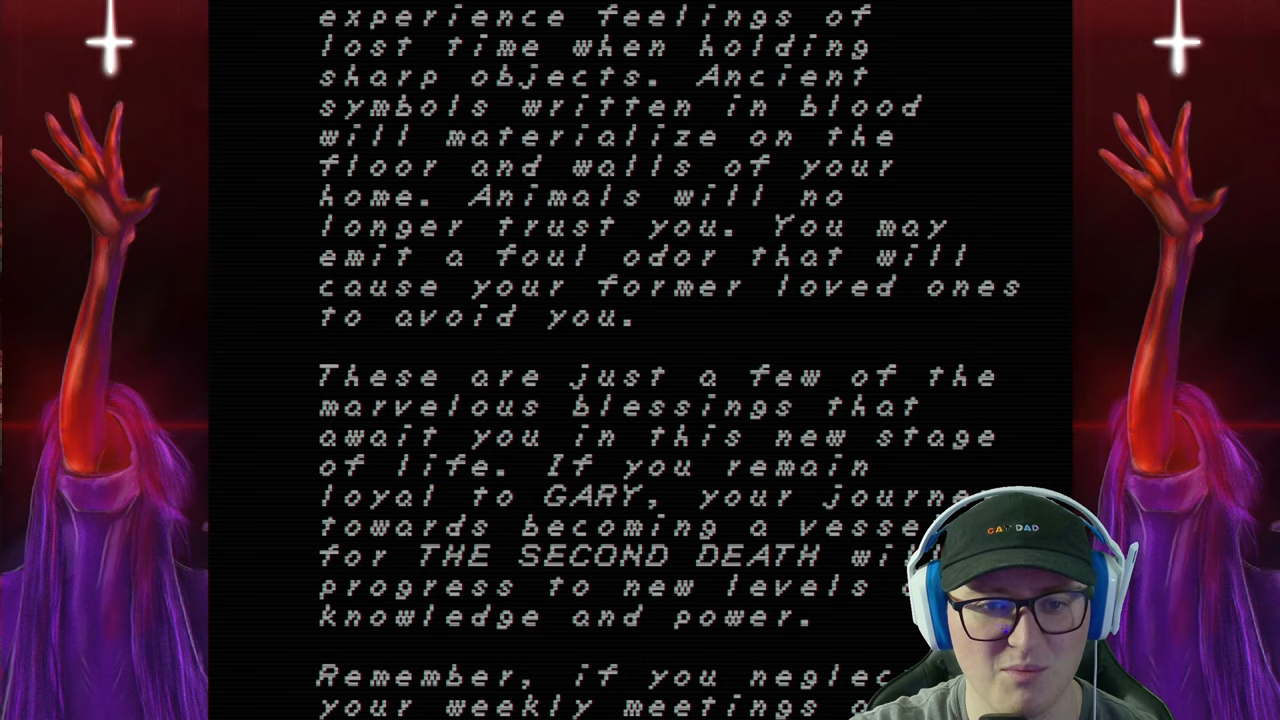 experience feelings of
lost time when holding
sharp objects. Ancient
symbols written in blood
will materialize on the
floor and walls of your
home. Animals will no
longer trust you. You may
emit a foul odor that will
cause your former loved ones
to avoid you.
These are just a few of the
marvelous blessings that
await you in this new stage
of life. If you remain
loyal to GARY, your
towards becoming a
for THE SECOND DEATH
progress to new levels
knowledge and power.
Remember, if you
your weekly meetings
DAD